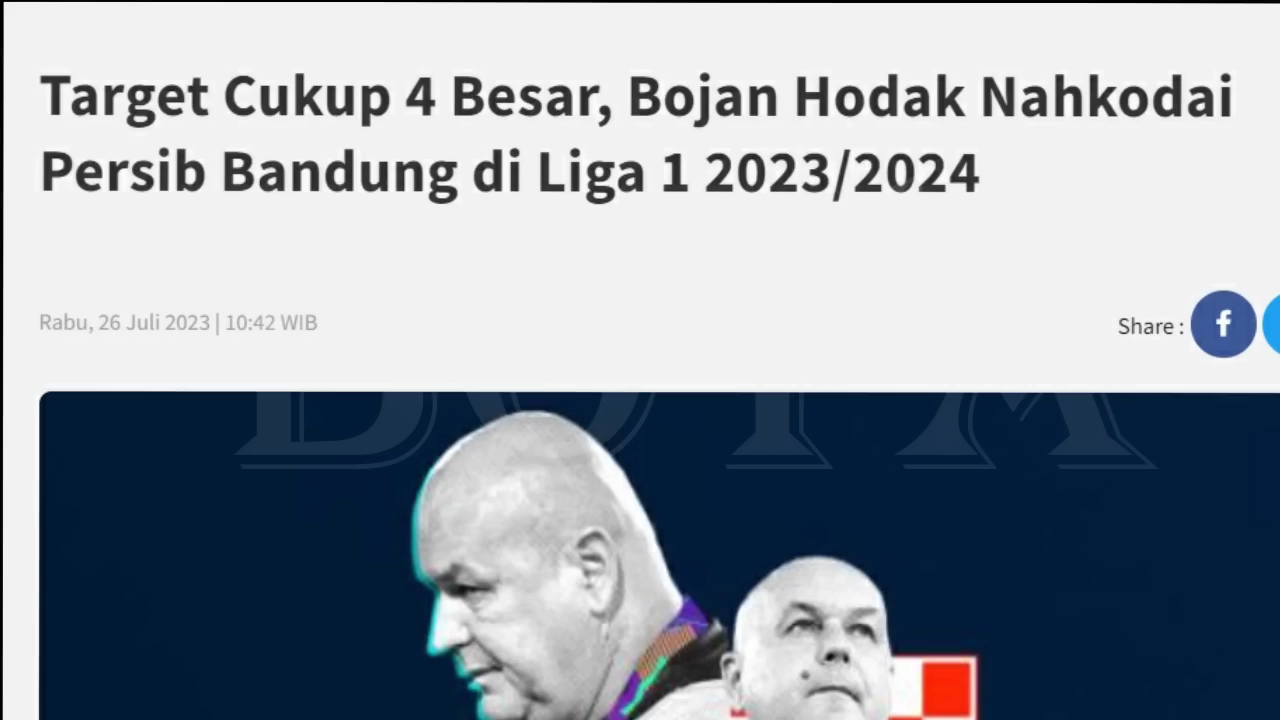 Target Cukup 4 Besar, Bojan Hodak Nahkodai
Persib Bandung di Liga 1 2023/2024
Rabu, 26 Juli 2023 | 10:42 WIB
Share :